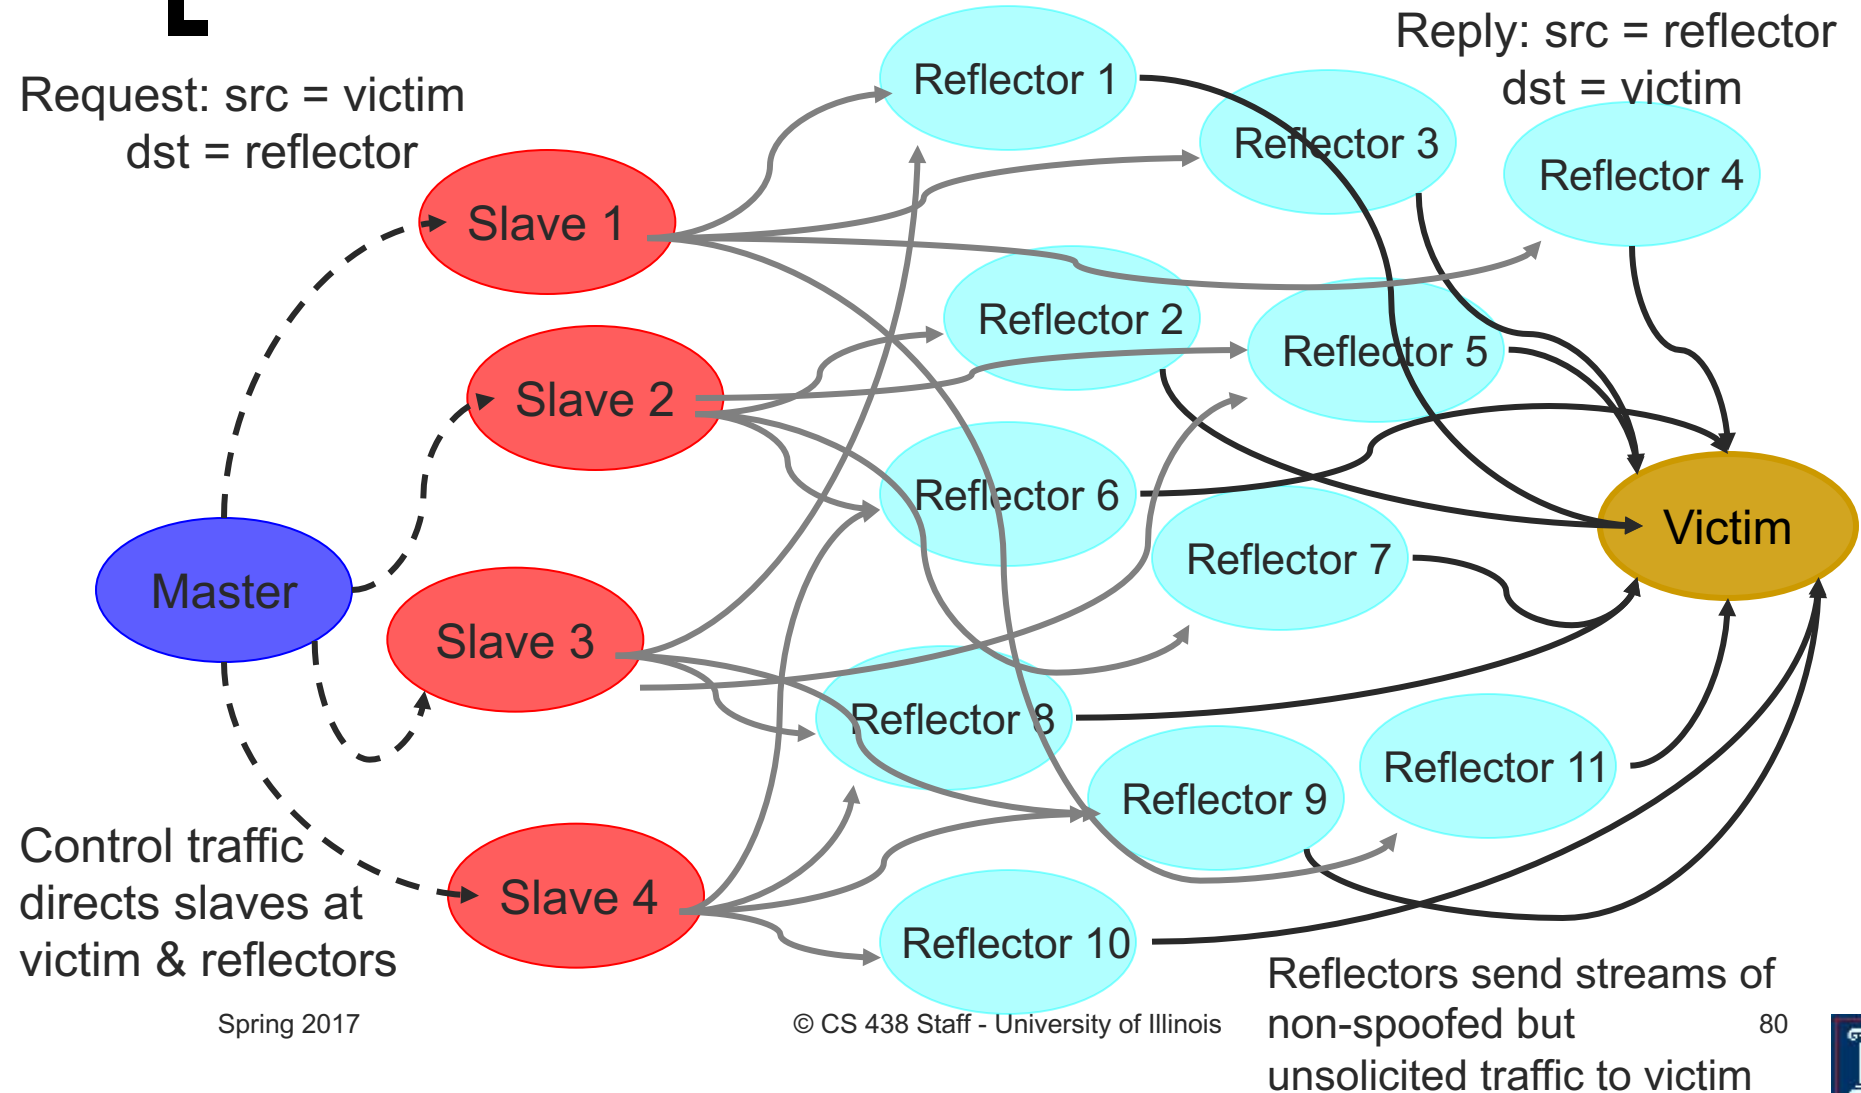 Reply: src = reflector
dst = victim
Request: src = victim
dst = reflector
Reflector 1
Reflector 3
Reflector 4
Slave 1
Reflector 2
Reflector 5
Slave 2
Reflector 6
Victim
Reflector 7
Master
Slave 3
Reflector 8
Reflector 9
Reflector 11
Control traffic
directs slaves at
victim & reflectors
Slave 4
Reflector 10
Reflectors send streams of
non-spoofed but
unsolicited traffic to victim
Spring 2017
© CS 438 Staff - University of Illinois
80